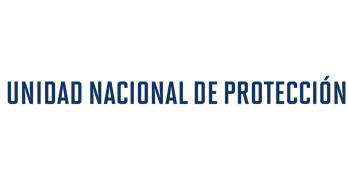 UNIDAD NACIONAL DE PROTECCIÓN